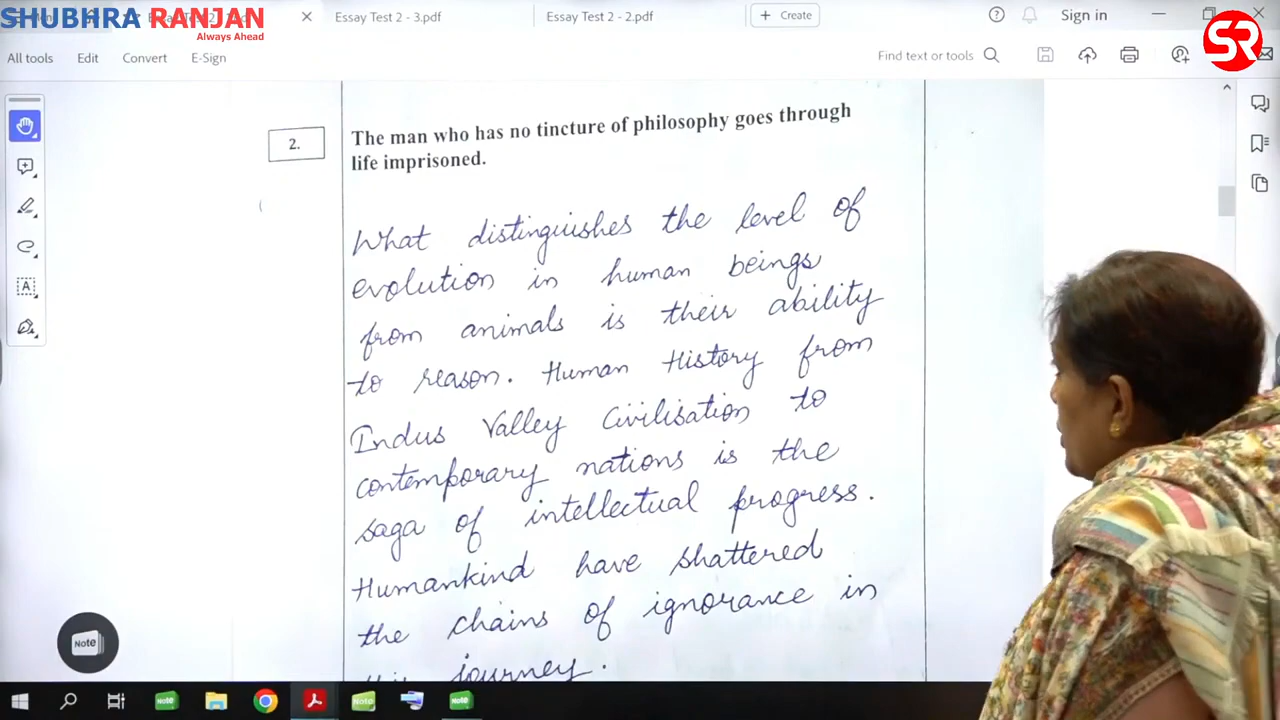 SHUBHRA RANJAN
Always Ahead
Essay Test 2 - 3.pdf
Essay Test 2 - 2.pdf
+ Create
Sign in
SR
All tools
Edit
Convert
E-Sign
Find text or tools
2.
The man who has no tincture of philosophy goes through
life imprisoned.
What distinguishes the level of
evolution in human beings
from animals is their ability
to reason. Human History from
Indus Valley Civilisation to
contemporary nations is the
saga of intellectual progress.
Humankind have shattered
the chains of ignorance in
journey.
Note
Note
Note
Note